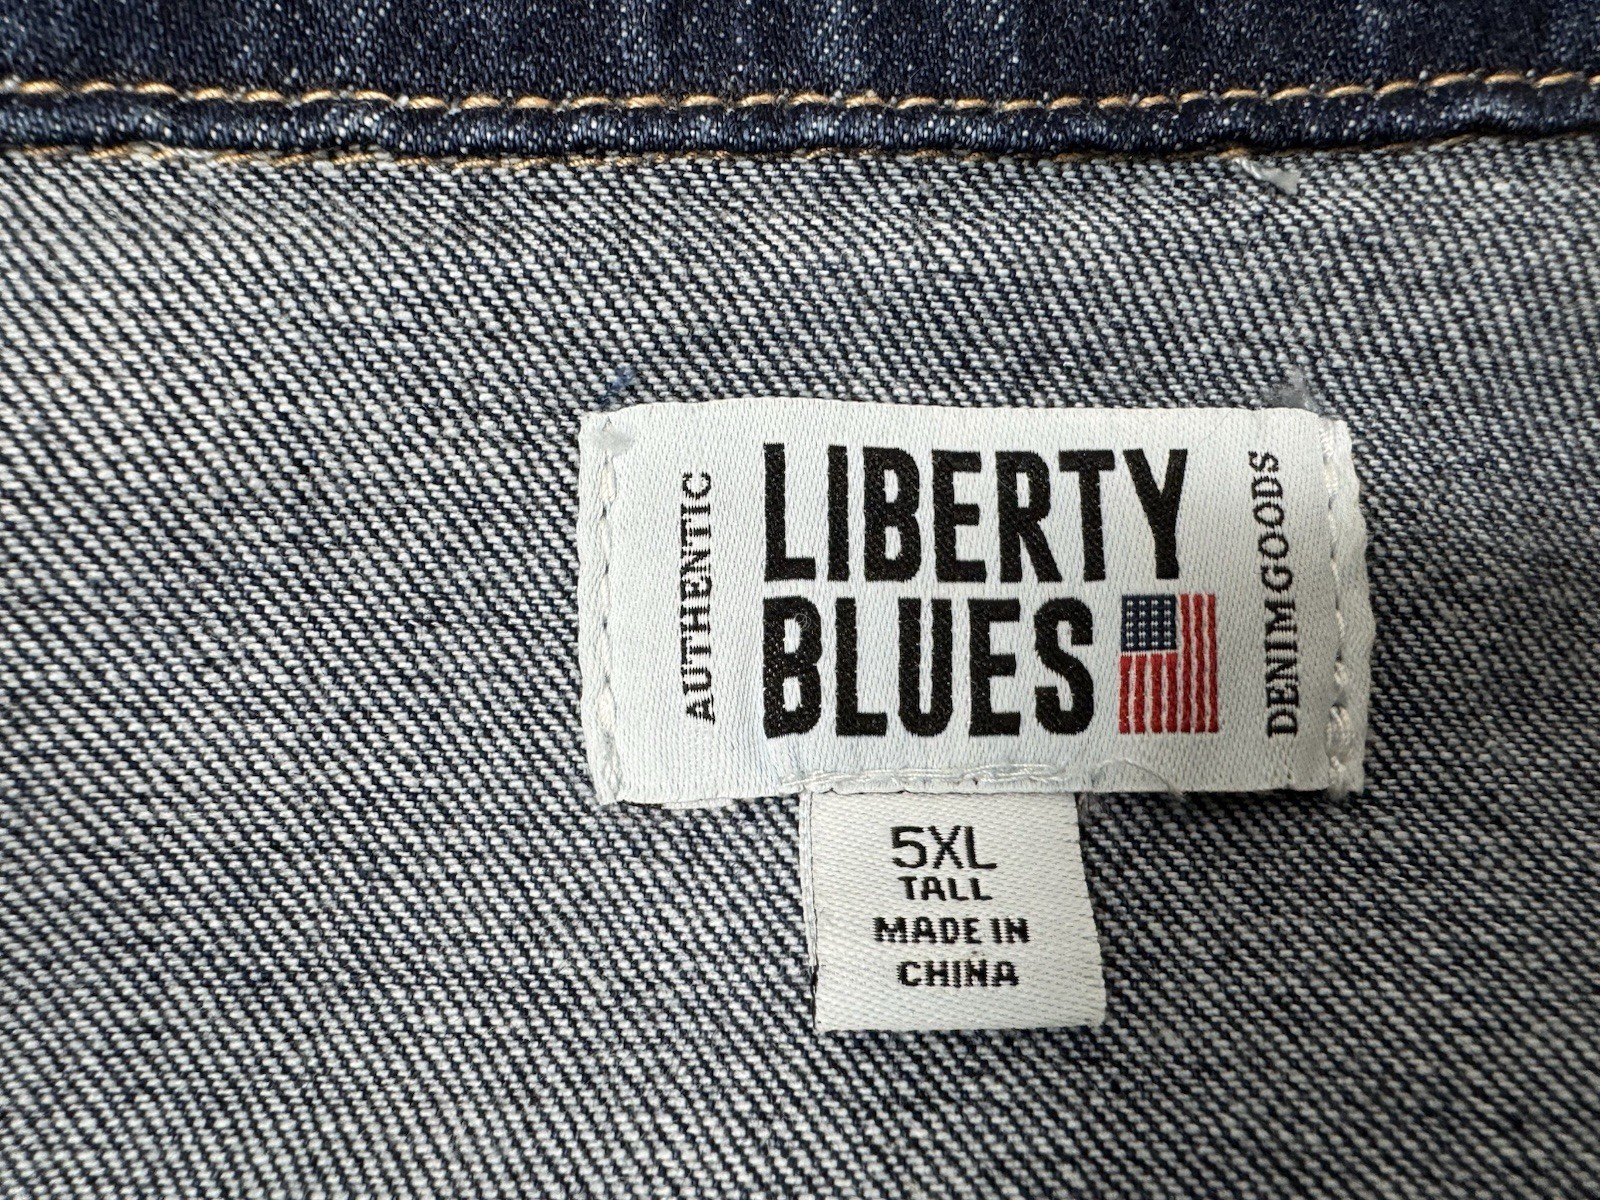 AUTHENTIC
LIBERTY
BLUES
DENIM GOODS
5XL
TALL
MADE IN
CHINA